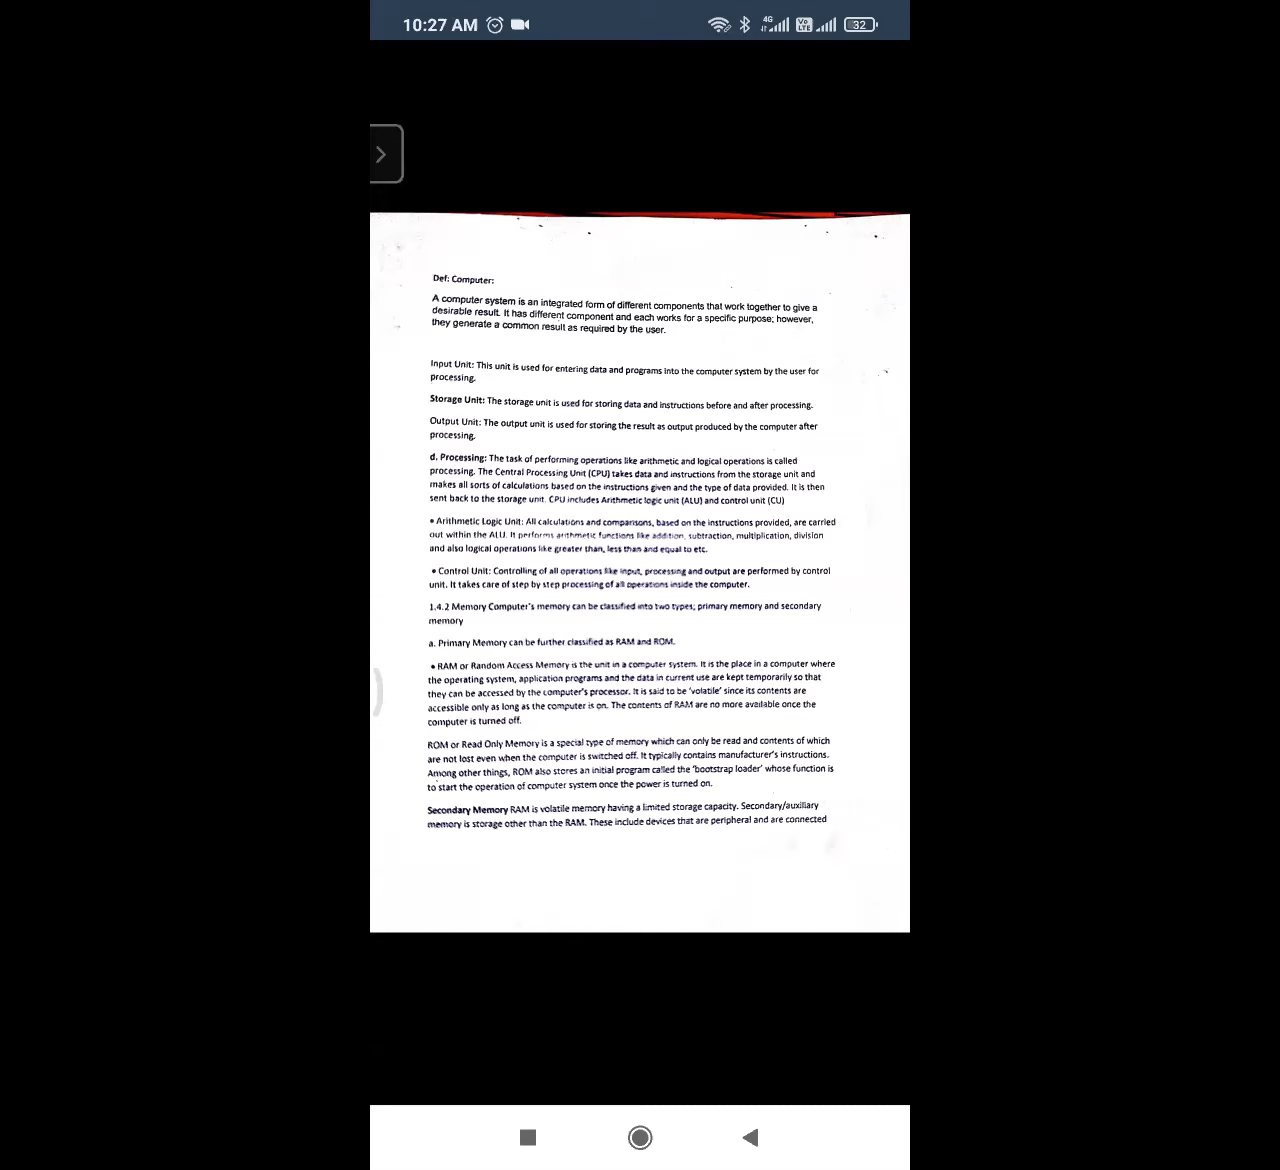 10:27 AM
4G
Vo
LTE
32
Def: Computer:
A computer system is an integrated form of different components that work together to give a
desirable result. It has different component and each works for a specific purpose; however,
they generate a common result as required by the user.
Input Unit: This unit is used for entering data and programs into the computer system by the user for
processing.
Storage Unit: The storage unit is used for storing data and instructions before and after processing.
Output Unit: The output unit is used for storing the result as output produced by the computer after
processing.
d. Processing: The task of performing operations like arithmetic and logical operations is called
processing. The Central Processing Unit (CPU) takes data and instructions from the storage unit and
makes all sorts of calculations based on the instructions given and the type of data provided. It is then
sent back to the storage unit. CPU includes Arithmetic logic unit (ALU) and control unit (CU)
• Arithmetic Logic Unit: All calculations and comparisons, based on the instructions provided, are carried
out within the ALU. It performs arithmetic functions like addition, subtraction, multiplication, division
and also logical operations like greater than, less than and equal to etc.
• Control Unit: Controlling of all operations like input, processing and output are performed by control
unit. It takes care of step by step processing of all operations inside the computer.
1.4.2 Memory Computer's memory can be classified into two types; primary memory and secondary
memory
a. Primary Memory can be further classified as RAM and ROM.
• RAM or Random Access Memory is the unit in a computer system. It is the place in a computer where
the operating system, application programs and the data in current use are kept temporarily so that
they can be accessed by the computer's processor. It is said to be 'volatile' since its contents are
accessible only as long as the computer is on. The contents of RAM are no more available once the
computer is turned off.
ROM or Read Only Memory is a special type of memory which can only be read and contents of which
are not lost even when the computer is switched off. It typically contains manufacturer's instructions.
Among other things, ROM also stores an initial program called the 'bootstrap loader' whose function is
to start the operation of computer system once the power is turned on.
Secondary Memory RAM is volatile memory having a limited storage capacity. Secondary/auxiliary
memory is storage other than the RAM. These include devices that are peripheral and are connected